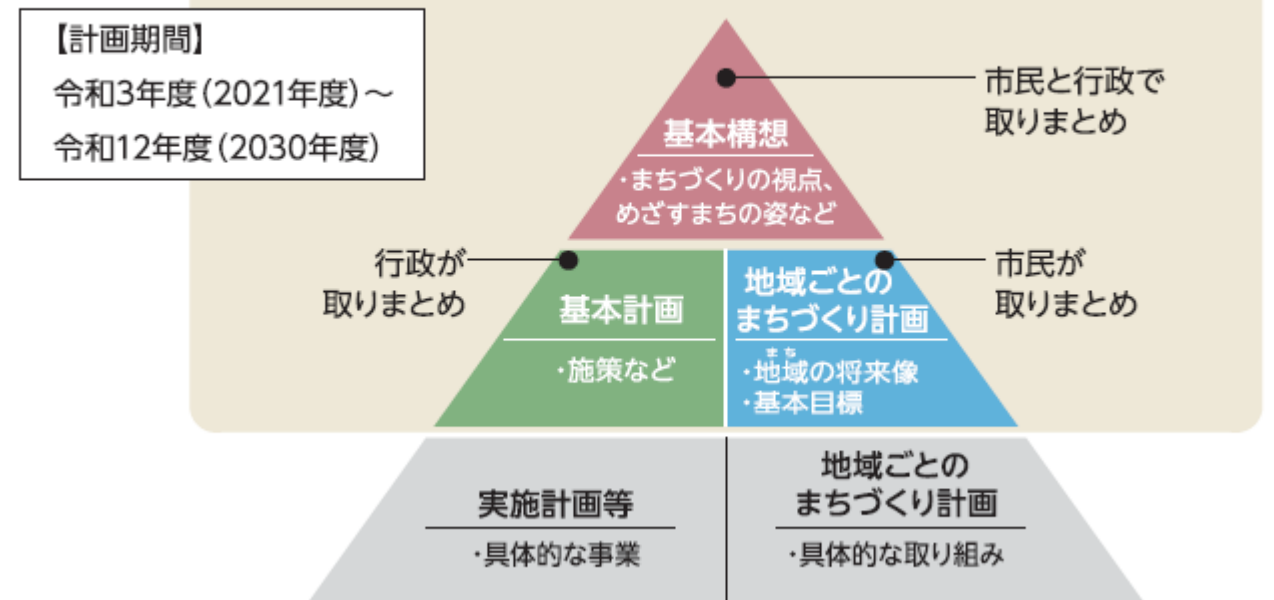 【計画期間】
令和3年度(2021年度)～
令和12年度(2030年度)
市民と行政で
取りまとめ
基本構想
・まちづくりの視点、
めざすまちの姿など
行政が
取りまとめ
市民が
取りまとめ
基本計画
・施策など
地域ごとの
まちづくり計画
まち
・地域の将来像
・基本目標
実施計画等
・具体的な事業
地域ごとの
まちづくり計画
・具体的な取り組み